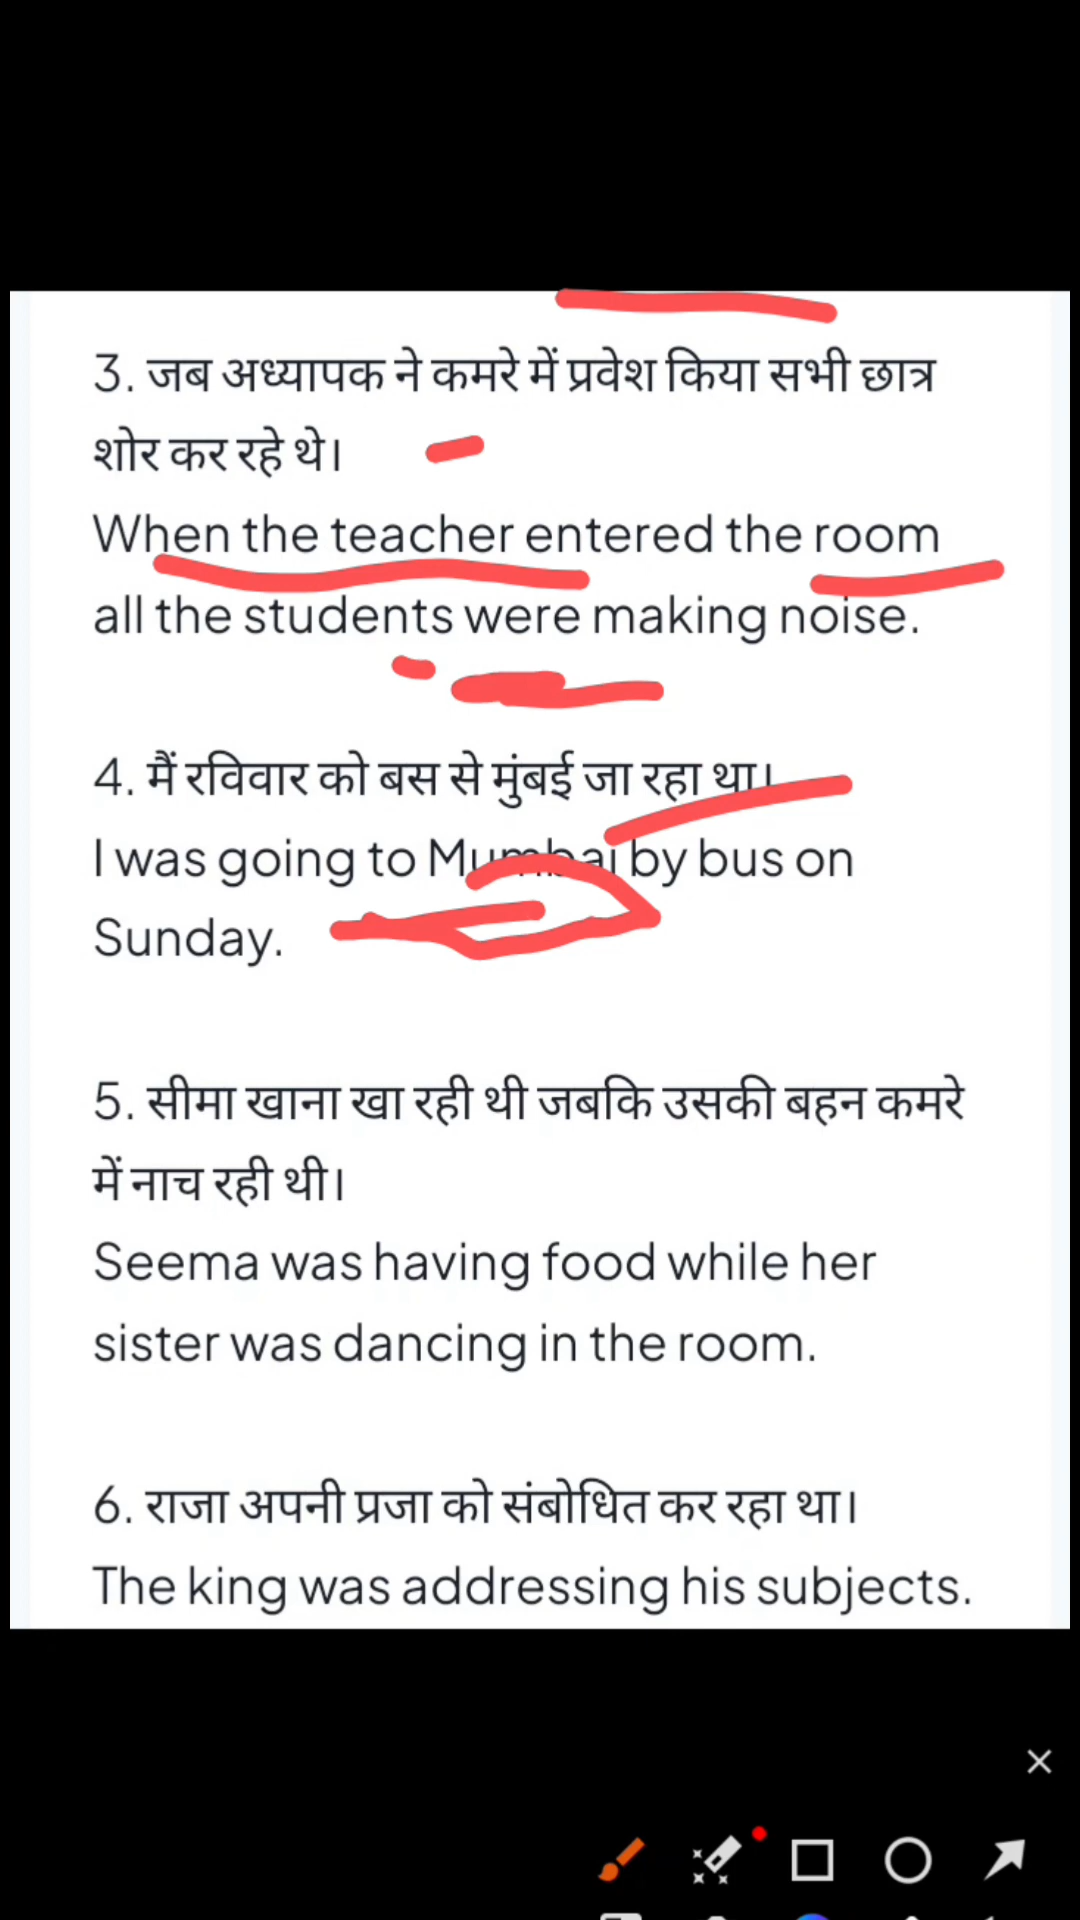 3. जब अध्यापक ने कमरे में प्रवेश किया सभी छात्र
शोर कर रहे थे।
When the teacher entered the room
all the students were making noise.
4. मैं रविवार को बस से मुंबई जा रहा था।
I was going to Mumbai by bus on
Sunday.
5. सीमा खाना खा रही थी जबकि उसकी बहन कमरे
में नाच रही थी।
Seema was having food while her
sister was dancing in the room.
6. राजा अपनी प्रजा को संबोधित कर रहा था।
The king was addressing his subjects.